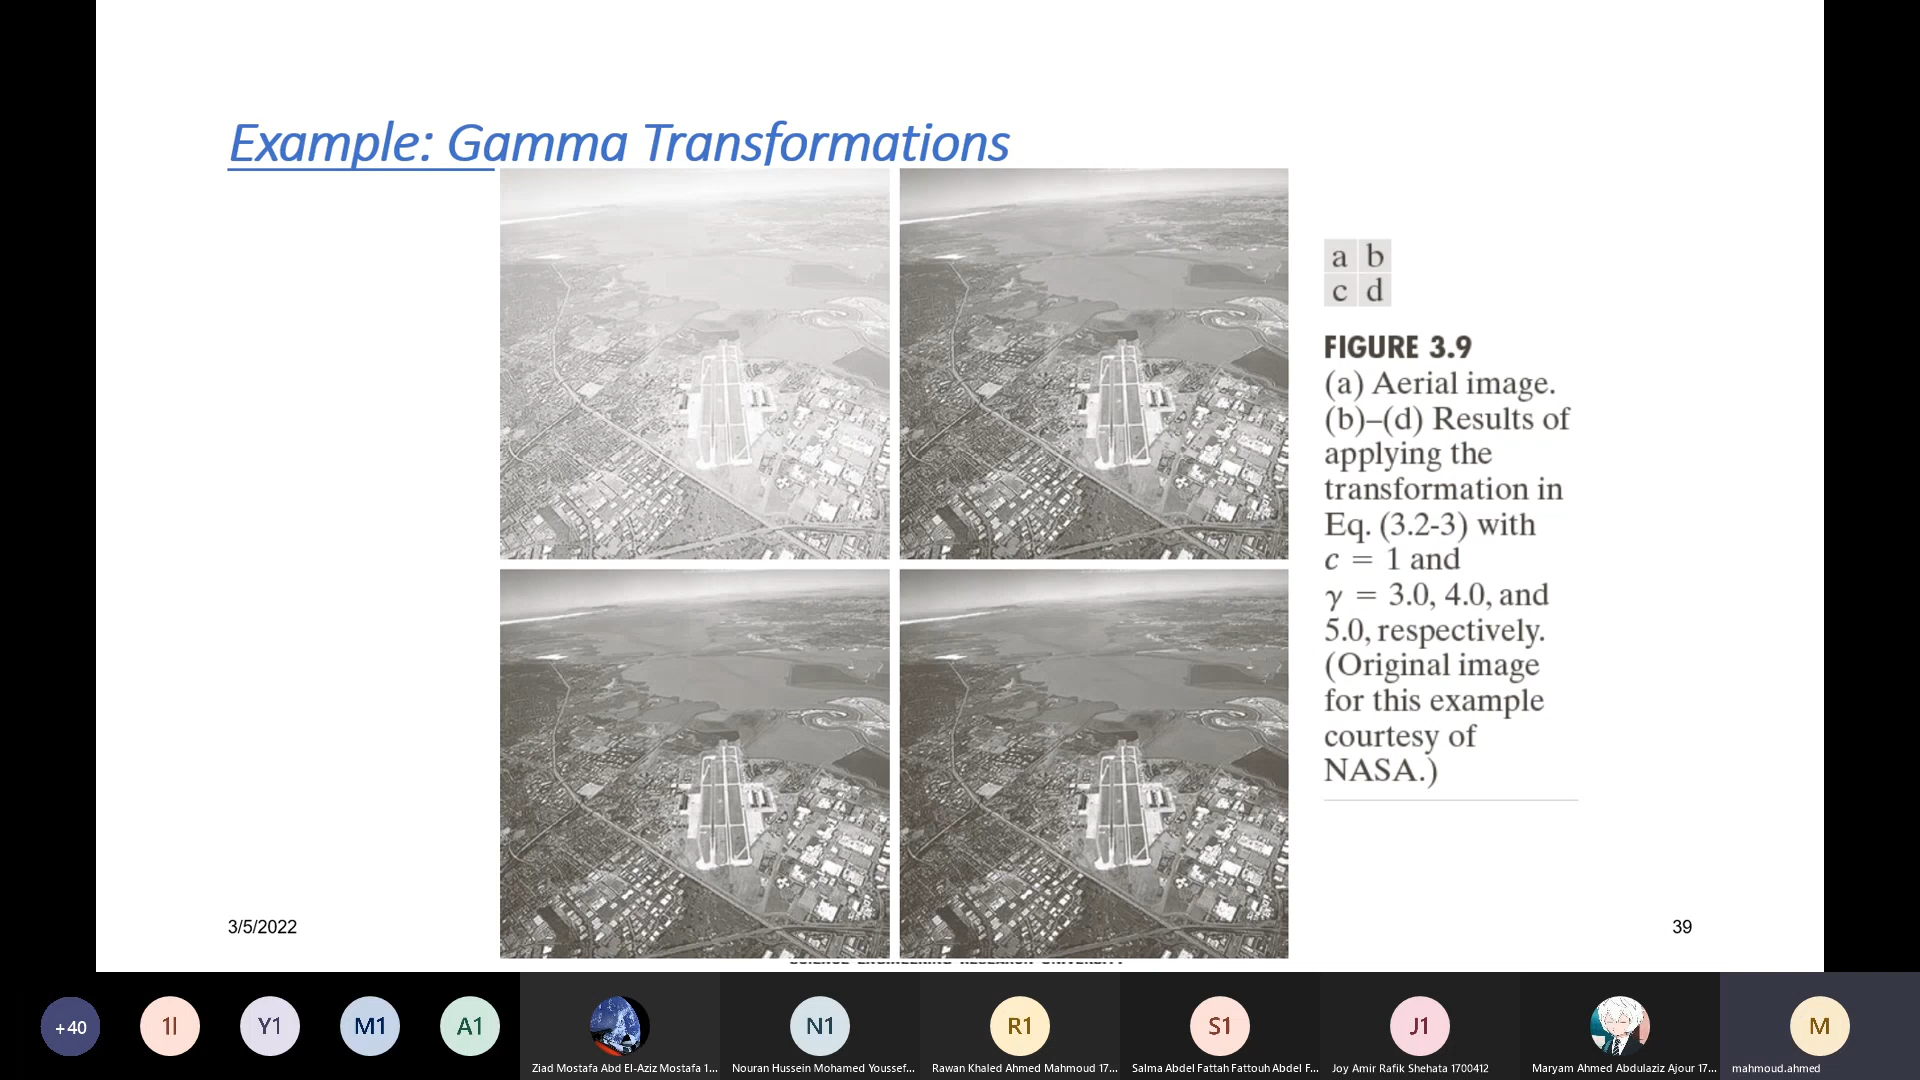 Example: Gamma Transformations
a b
c d
FIGURE 3.9
(a) Aerial image.
(b)–(d) Results of
applying the
transformation in
Eq. (3.2-3) with
c = 1 and
γ = 3.0, 4.0, and
5.0, respectively.
(Original image
for this example
courtesy of
NASA.)
3/5/2022
39
+40
1I
Y1
M1
A1
N1
R1
S1
J1
M
Ziad Mostafa Abd El-Aziz Mostafa 1...
Nouran Hussein Mohamed Youssef...
Rawan Khaled Ahmed Mahmoud 17...
Salma Abdel Fattah Fattouh Abdel F...
Joy Amir Rafik Shehata 1700412
Maryam Ahmed Abdulaziz Ajour 17...
mahmoud.ahmed